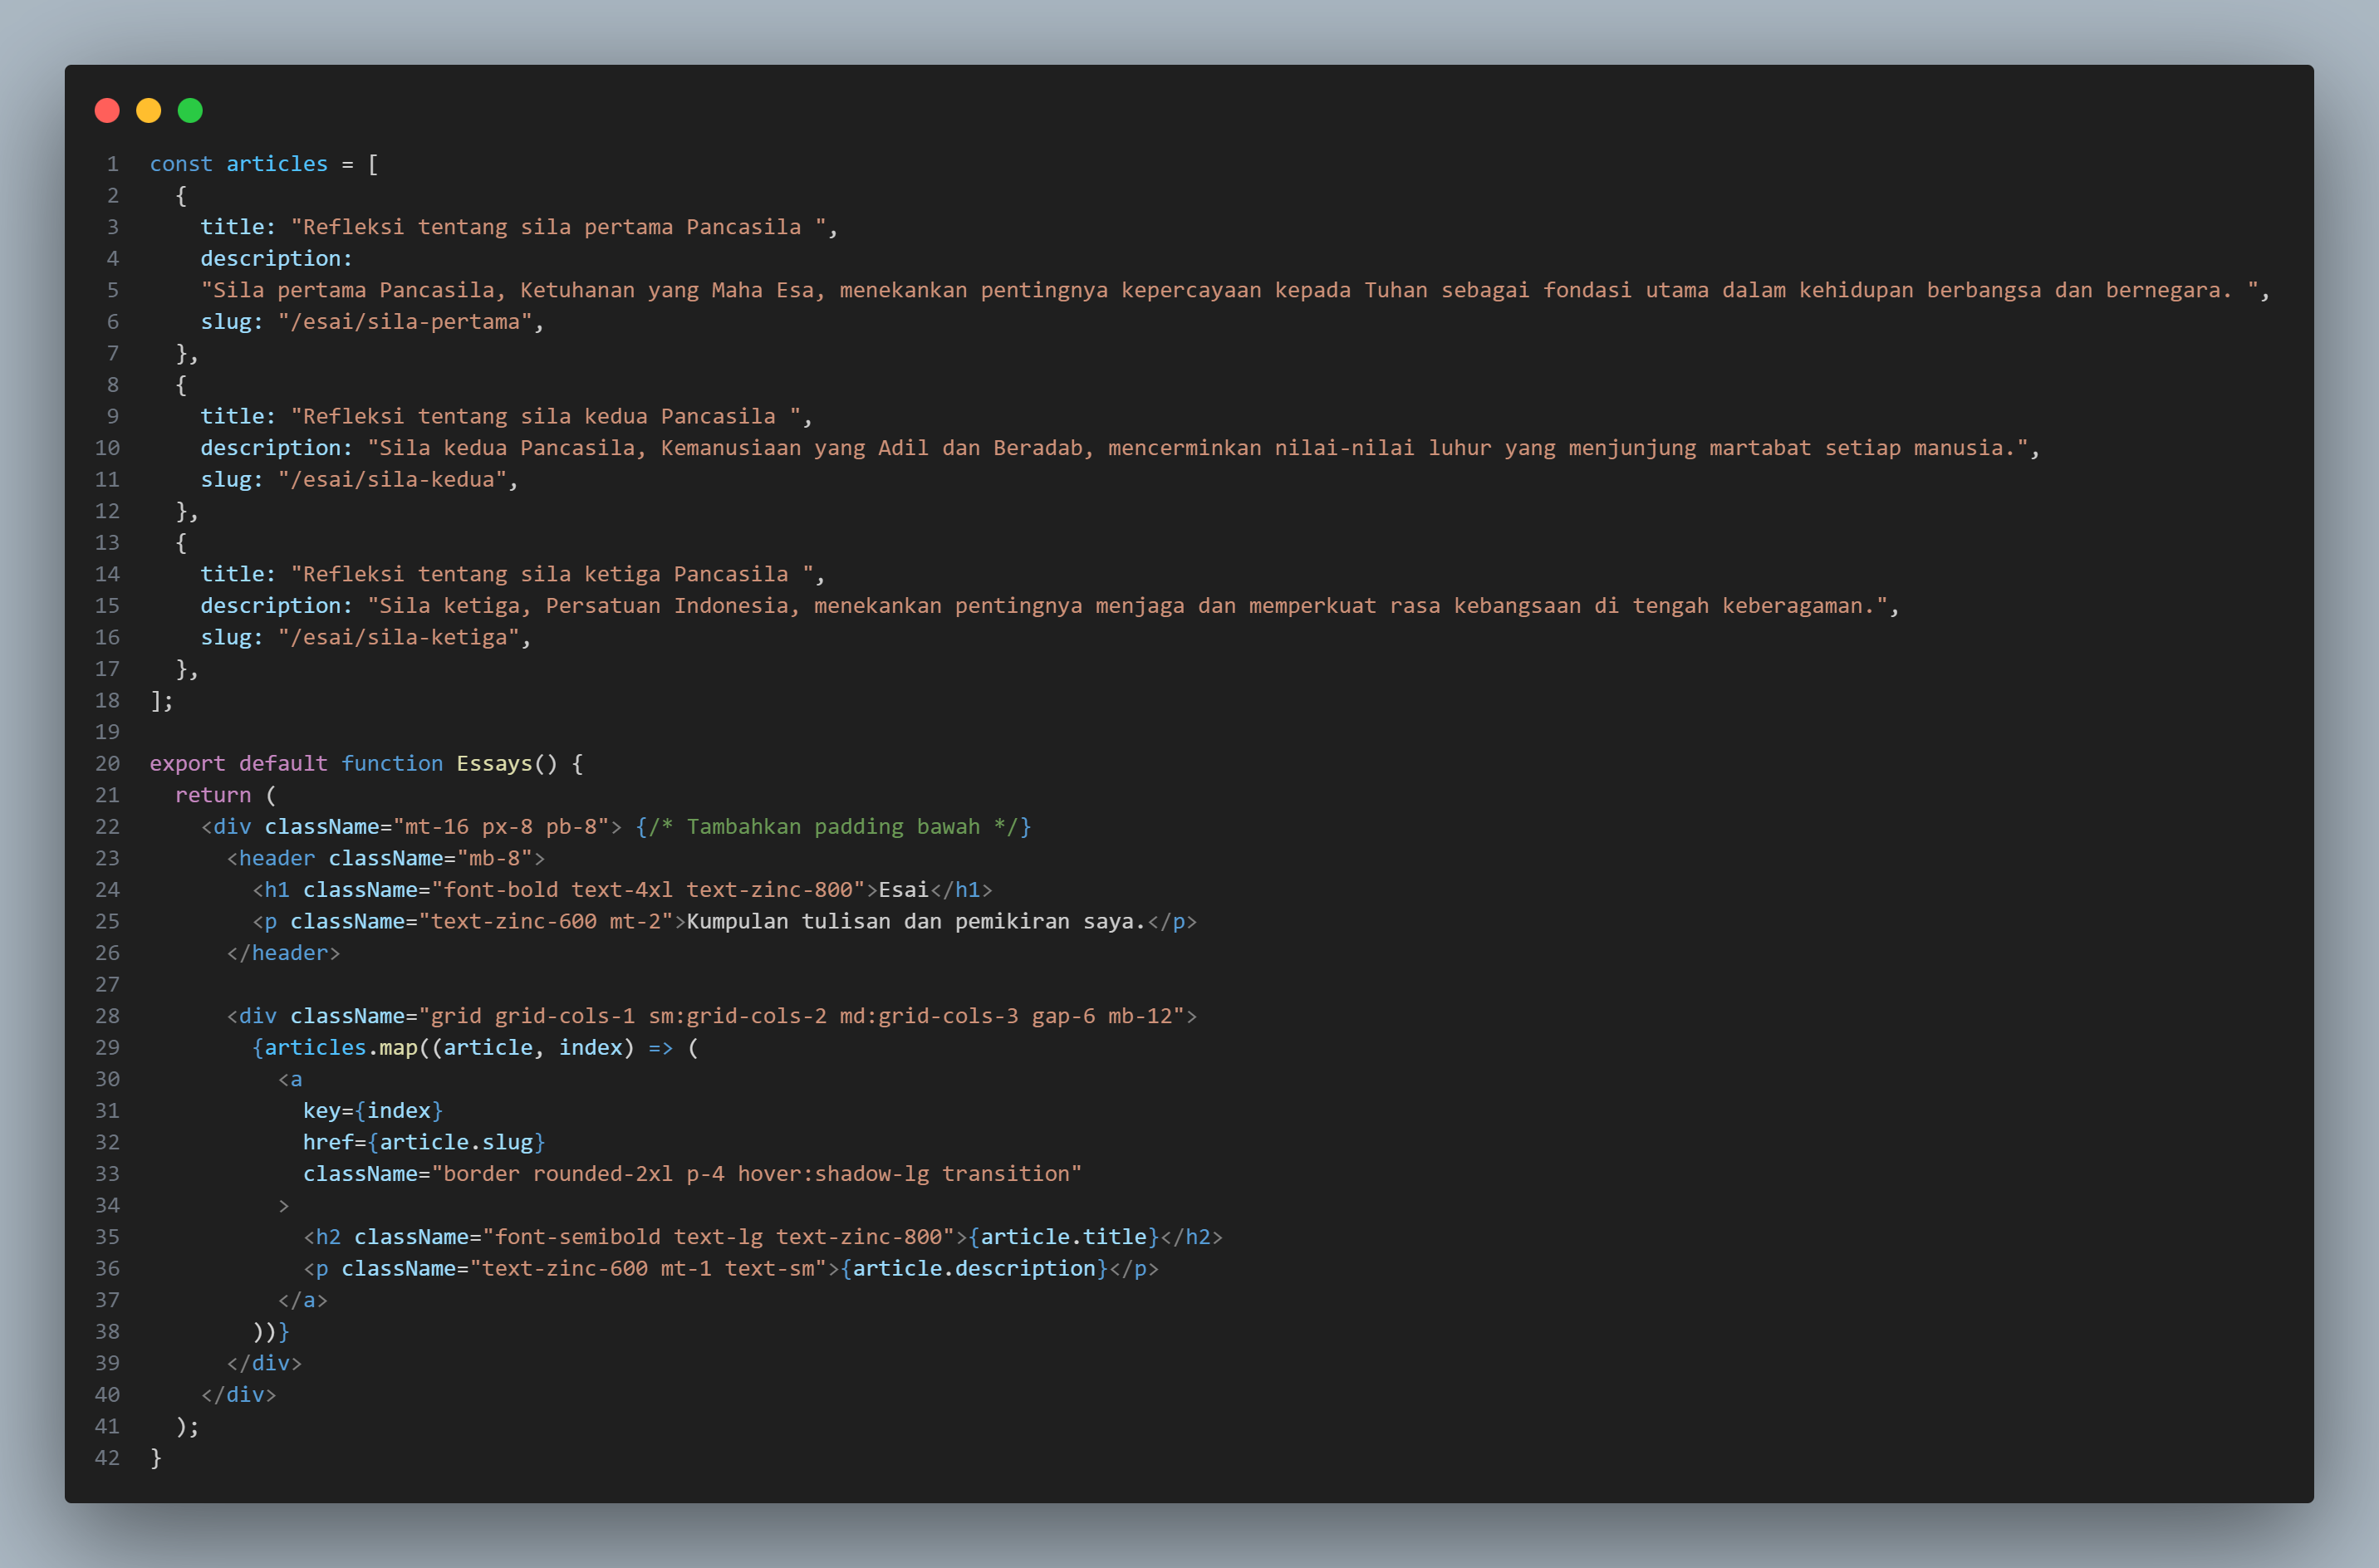 1 const articles = [
2   {
3     title: "Refleksi tentang sila pertama Pancasila ",
4     description:
5     "Sila pertama Pancasila, Ketuhanan yang Maha Esa, menekankan pentingnya kepercayaan kepada Tuhan sebagai fondasi utama dalam kehidupan berbangsa dan bernegara. ",
6     slug: "/esai/sila-pertama",
7   },
8   {
9     title: "Refleksi tentang sila kedua Pancasila ",
10     description: "Sila kedua Pancasila, Kemanusiaan yang Adil dan Beradab, mencerminkan nilai-nilai luhur yang menjunjung martabat setiap manusia.",
11     slug: "/esai/sila-kedua",
12   },
13   {
14     title: "Refleksi tentang sila ketiga Pancasila ",
15     description: "Sila ketiga, Persatuan Indonesia, menekankan pentingnya menjaga dan memperkuat rasa kebangsaan di tengah keberagaman.",
16     slug: "/esai/sila-ketiga",
17   },
18 ];
19
20 export default function Essays() {
21   return (
22     <div className="mt-16 px-8 pb-8"> {/* Tambahkan padding bawah */}
23       <header className="mb-8">
24         <h1 className="font-bold text-4xl text-zinc-800">Esai</h1>
25         <p className="text-zinc-600 mt-2">Kumpulan tulisan dan pemikiran saya.</p>
26       </header>
27
28       <div className="grid grid-cols-1 sm:grid-cols-2 md:grid-cols-3 gap-6 mb-12">
29         {articles.map((article, index) => (
30           <a
31             key={index}
32             href={article.slug}
33             className="border rounded-2xl p-4 hover:shadow-lg transition"
34           >
35             <h2 className="font-semibold text-lg text-zinc-800">{article.title}</h2>
36             <p className="text-zinc-600 mt-1 text-sm">{article.description}</p>
37           </a>
38         ))}
39       </div>
40     </div>
41   );
42 }